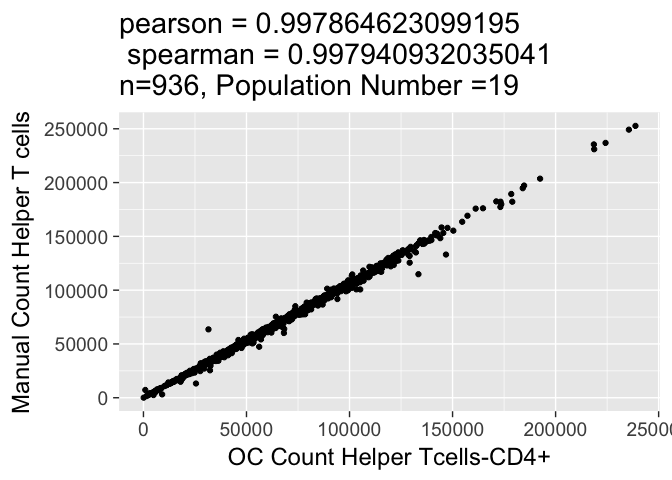 pearson = 0.997864623099195
spearman = 0.997940932035041
n=936, Population Number =19
Manual Count Helper T cells
250000
200000
150000
100000
50000
0
0 50000 100000 150000 200000 25000
OC Count Helper Tcells-CD4+